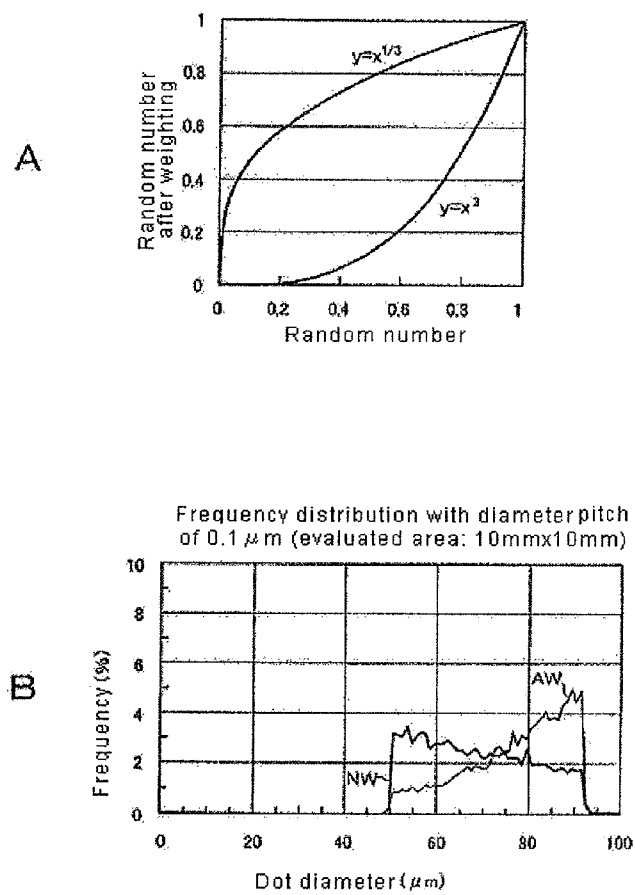 A
Random number
after weighting
1
0.8
0.6
0.4
0.2
0
y=x1/3
y=x3
0. 0.2 0.4 0.6 0.8 1
Random number
Frequency distribution with diameter pitch
of 0.1 μm (evaluated area: 10mmx10mm)
B
Frequency (%)
10
8
6
4
2
0
AW
NW
0 20 40 60 80 100
Dot diameter (μm)